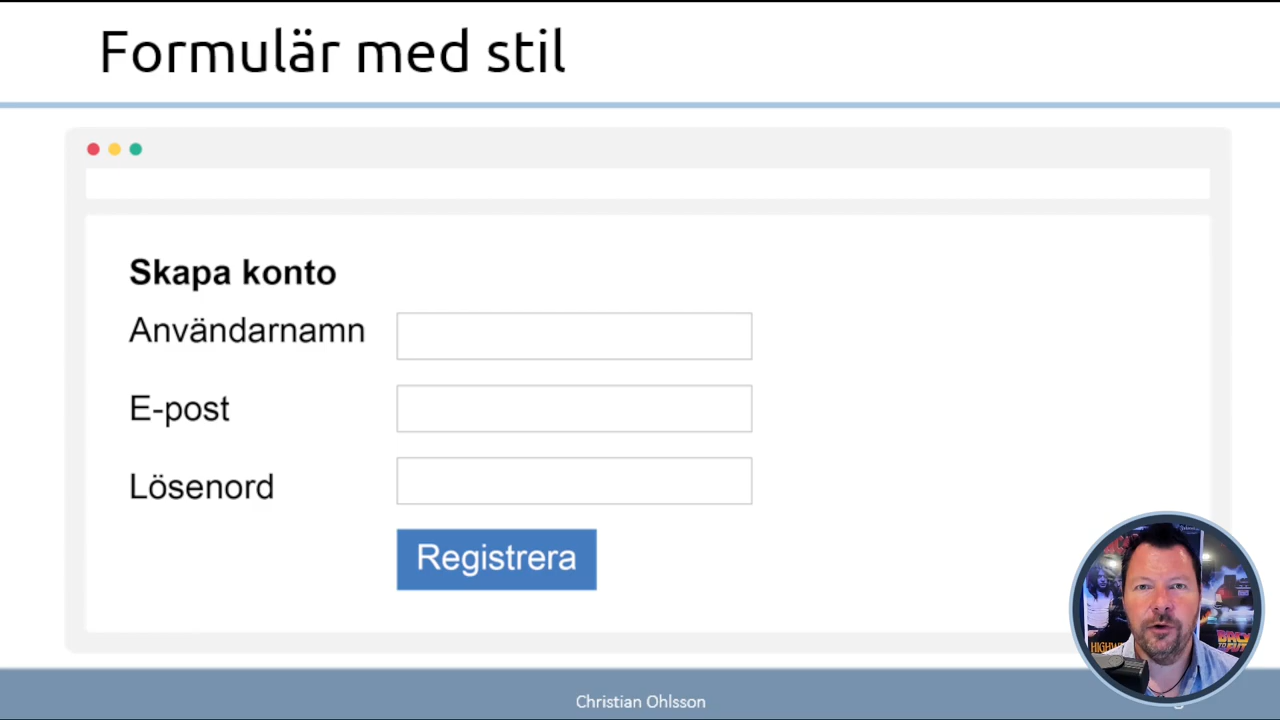 Formulär med stil
Skapa konto
Användarnamn
E-post
Lösenord
Registrera
Christian Ohlsson